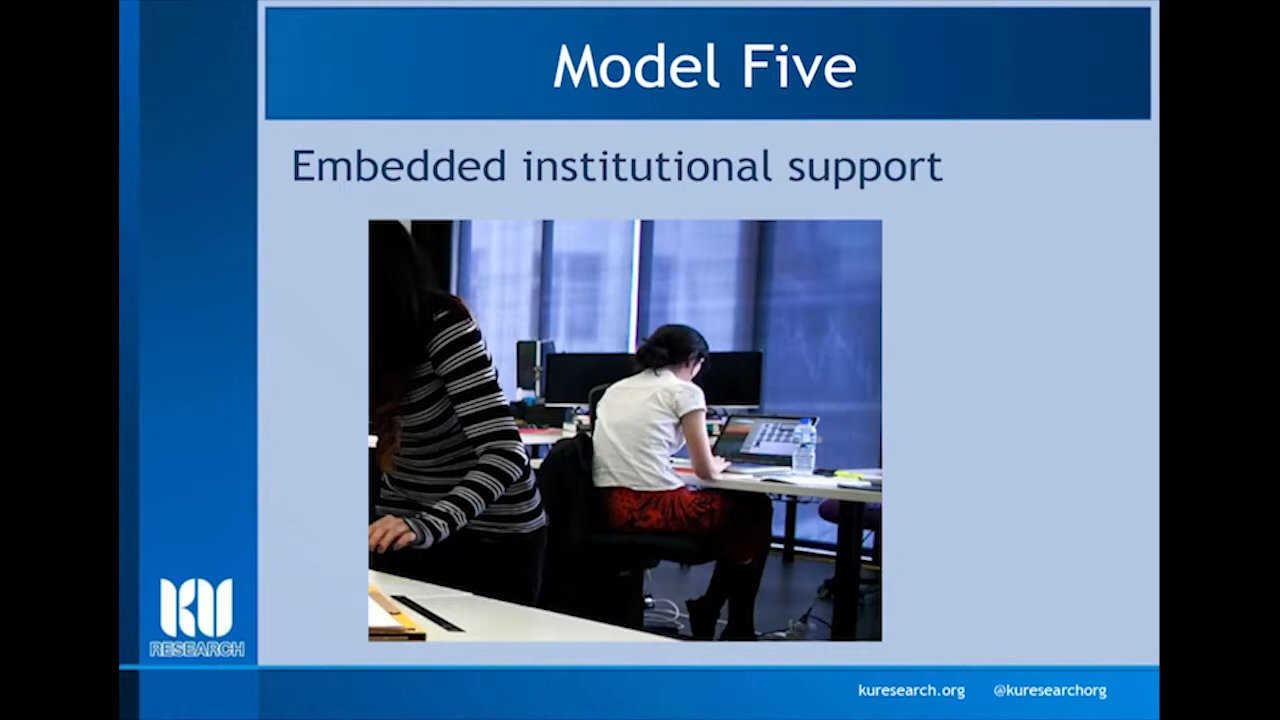 Model Five
Embedded institutional support
KU
RESEARCH
kuresearch.org @kuresearchorg